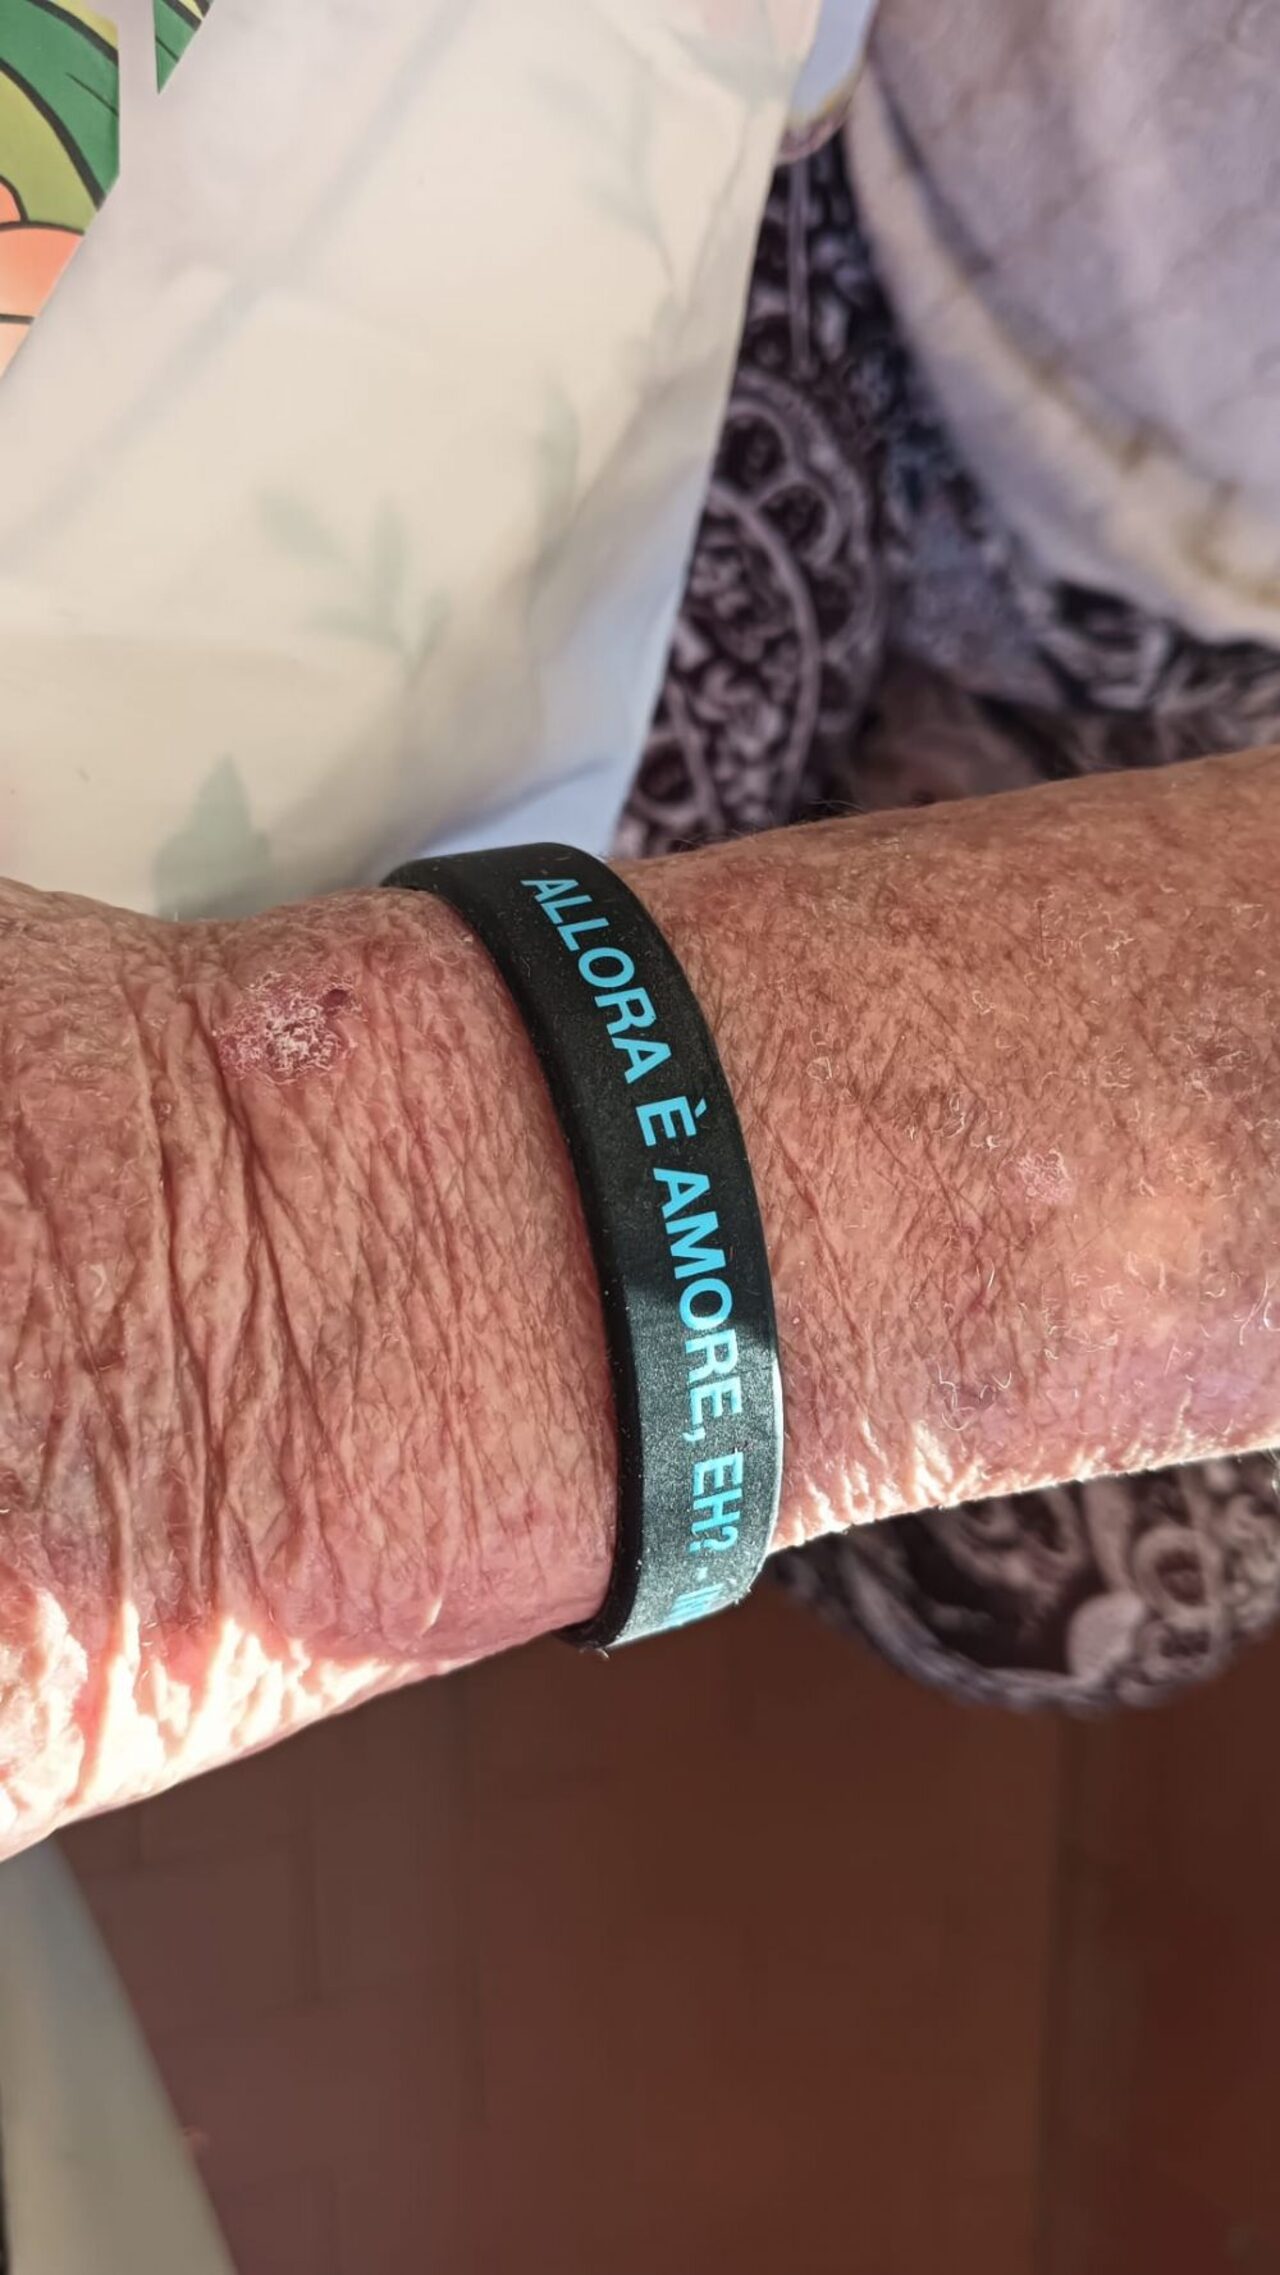 ALLORA È AMORE, EH? ·